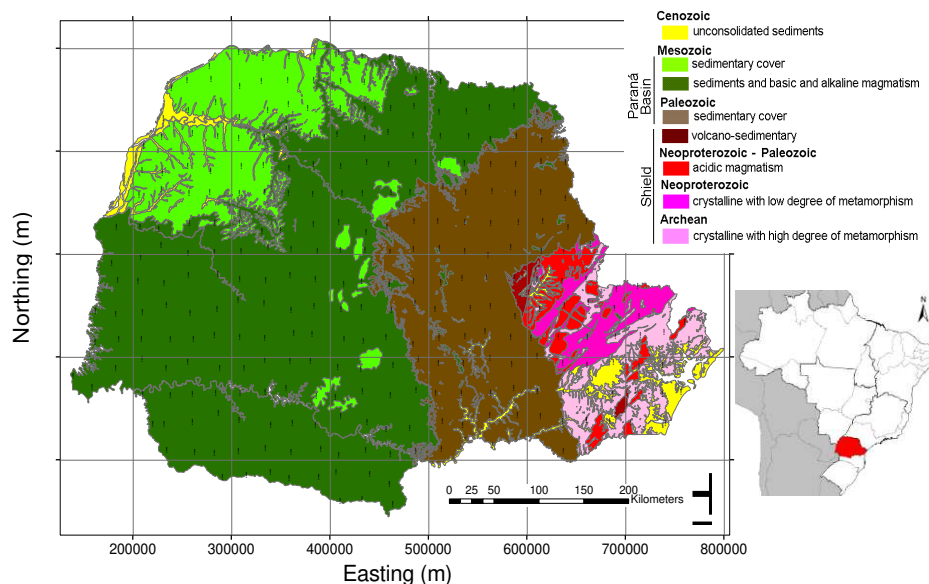 Cenozoic
unconsolidated sediments
Mesozoic
sedimentary cover
sediments and basic and alkaline magmatism
Paraná
Basin
Paleozoic
sedimentary cover
volcano-sedimentary
Neoproterozoic - Paleozoic
acidic magmatism
Shield
Neoproterozoic
crystalline with low degree of metamorphism
Archean
crystalline with high degree of metamorphism
Northing (m)
N
0 25 50 100 150 200
Kilometers
200000 300000 400000 500000 600000 700000 800000
Easting (m)